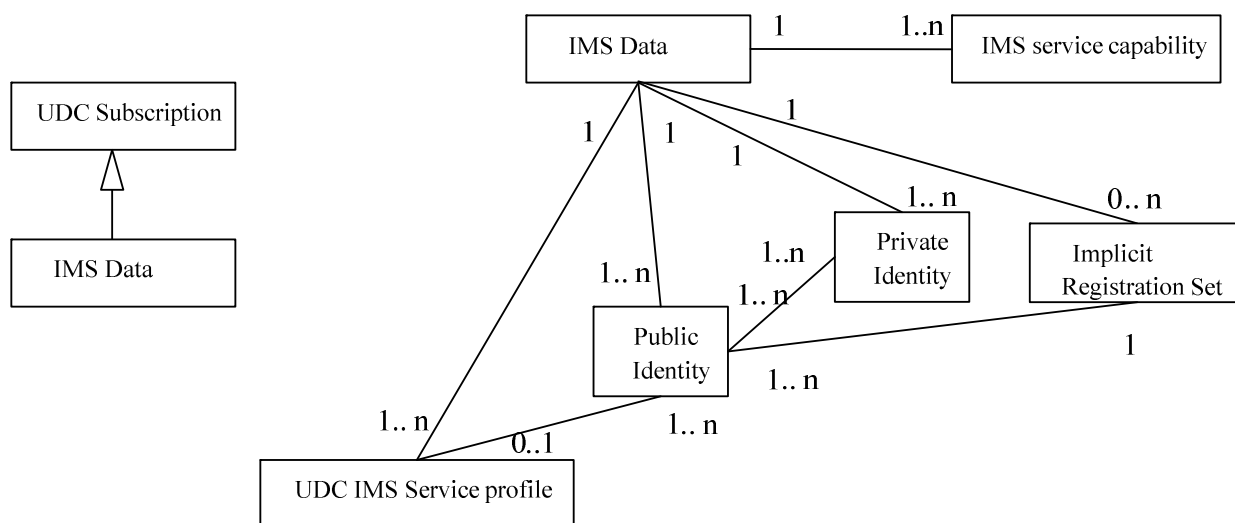 IMS Data
1
1..n
IMS service capability
UDC Subscription
IMS Data
1
1
1
1
1.. n
0.. n
Private
Identity
Implicit
Registration Set
1..n
1.. n
1.. n
Public
Identity
1
1.. n
1.. n
0..1
1.. n
UDC IMS Service profile